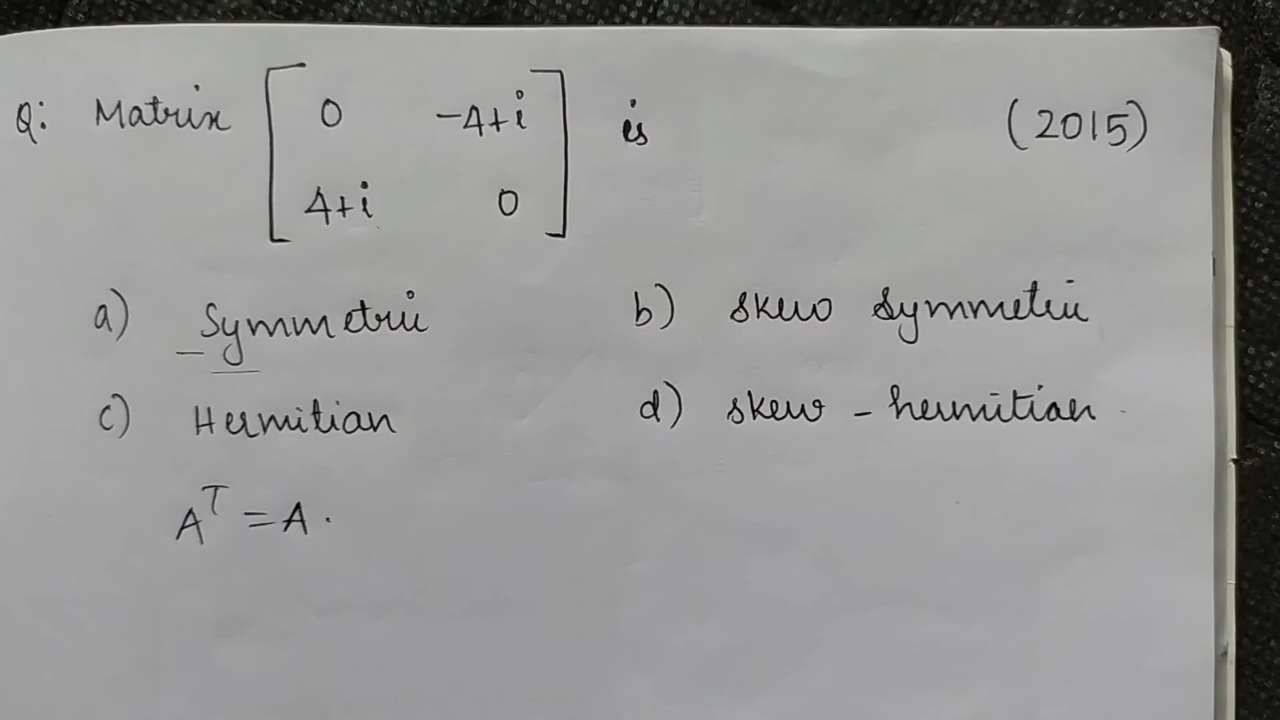 Q: Matrix [ 0 -4+i ] is (2015)
[ 4+i 0 ]
a) Symmetric b) skew symmetric
c) Hermitian d) skew - hermitian
A^T = A.